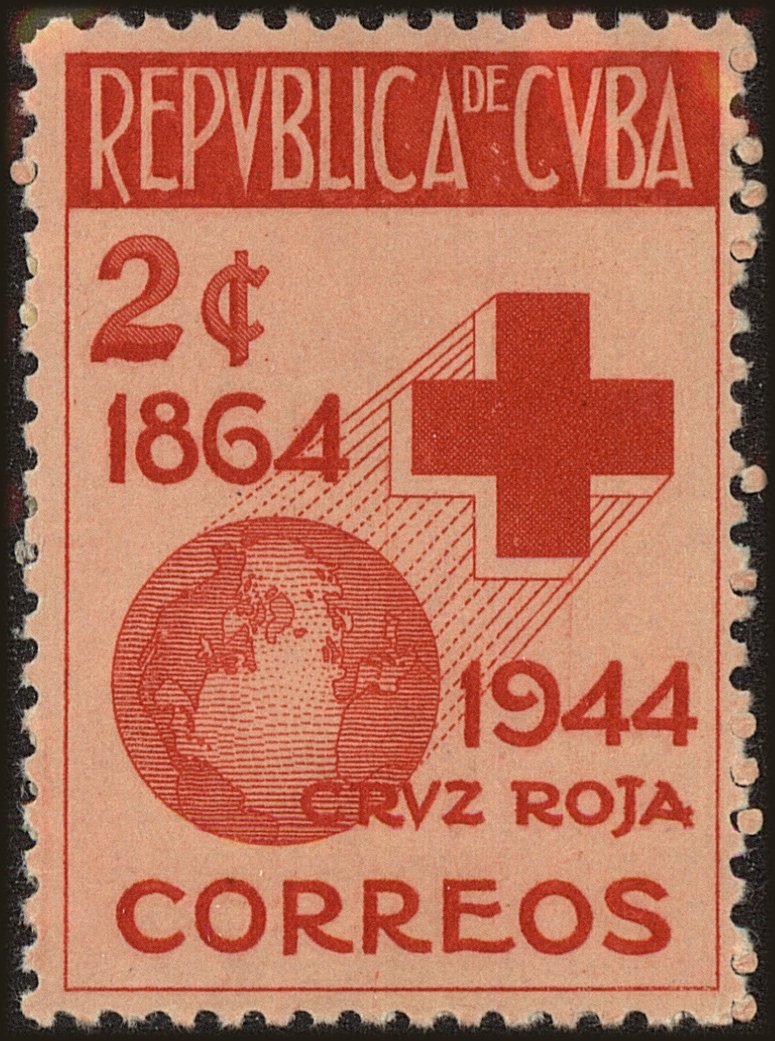 REPVBLICA DE CVBA
2¢
1864
1944
CRVZ ROJA
CORREOS